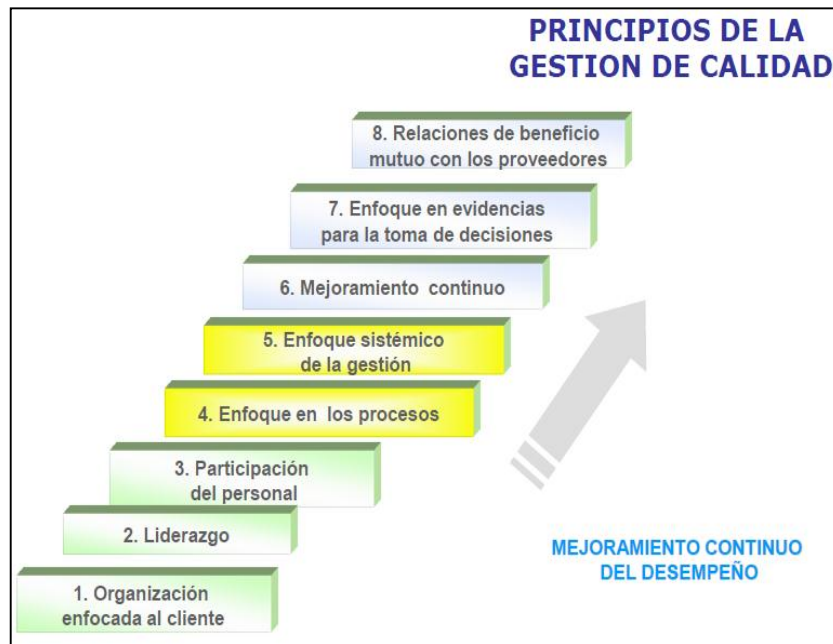 PRINCIPIOS DE LA
GESTION DE CALIDAD
8. Relaciones de beneficio
mutuo con los proveedores
7. Enfoque en evidencias
para la toma de decisiones
6. Mejoramiento continuo
5. Enfoque sistémico
de la gestión
4. Enfoque en los procesos
3. Participación
del personal
2. Liderazgo
1. Organización
enfocada al cliente
MEJORAMIENTO CONTINUO
DEL DESEMPEÑO